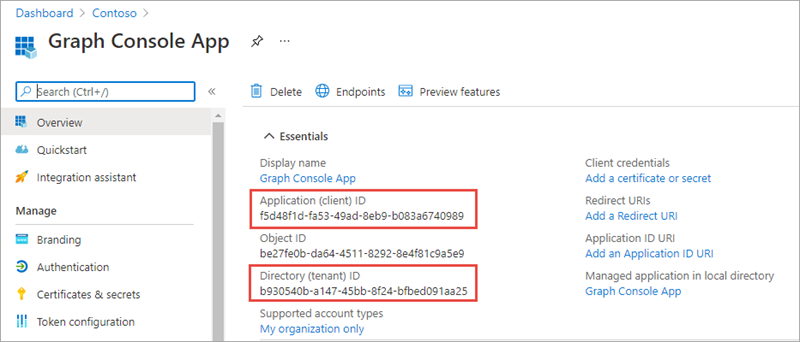 Dashboard > Contoso >
Graph Console App
...
Search (Ctrl+/)
«
Overview
Quickstart
Integration assistant
Manage
Branding
Authentication
Certificates & secrets
Token configuration
Delete
Endpoints
Preview features
Essentials
Display name
Graph Console App
Application (client) ID
f5d48f1d-fa53-49ad-8eb9-b083a6740989
Object ID
be27fe0b-da64-4511-8292-8e4f81c9a5e9
Directory (tenant) ID
b930540b-a147-45bb-8f24-bfbed091aa25
Supported account types
My organization only
Client credentials
Add a certificate or secret
Redirect URIs
Add a Redirect URI
Application ID URI
Add an Application ID URI
Managed application in local directory
Graph Console App